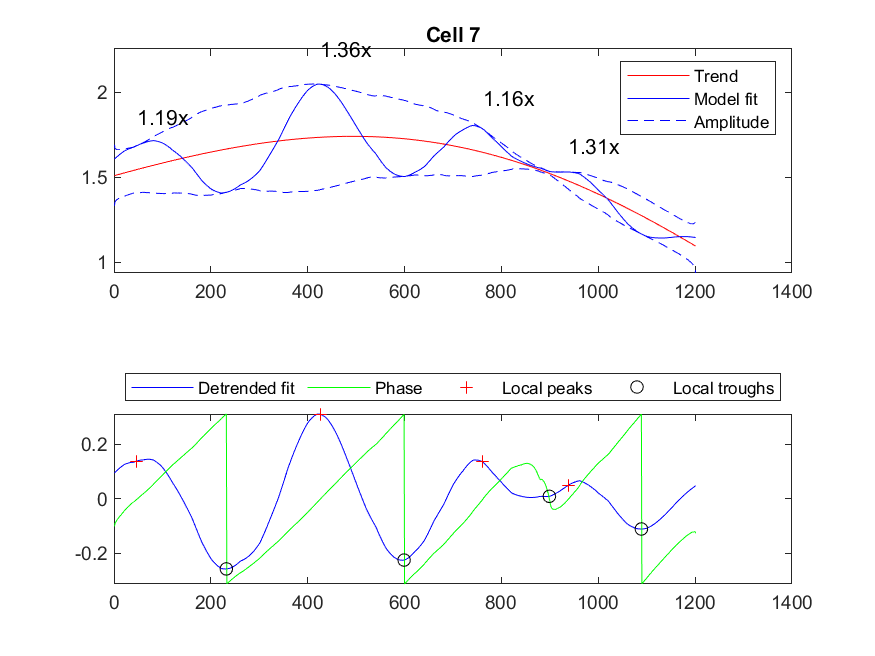 Cell 7
1.36x
1.19x
1.16x
1.31x
Trend
Model fit
Amplitude
2
1.5
1
0 200 400 600 800 1000 1200 1400
Detrended fit Phase Local peaks Local troughs
0.2
0
-0.2
0 200 400 600 800 1000 1200 1400